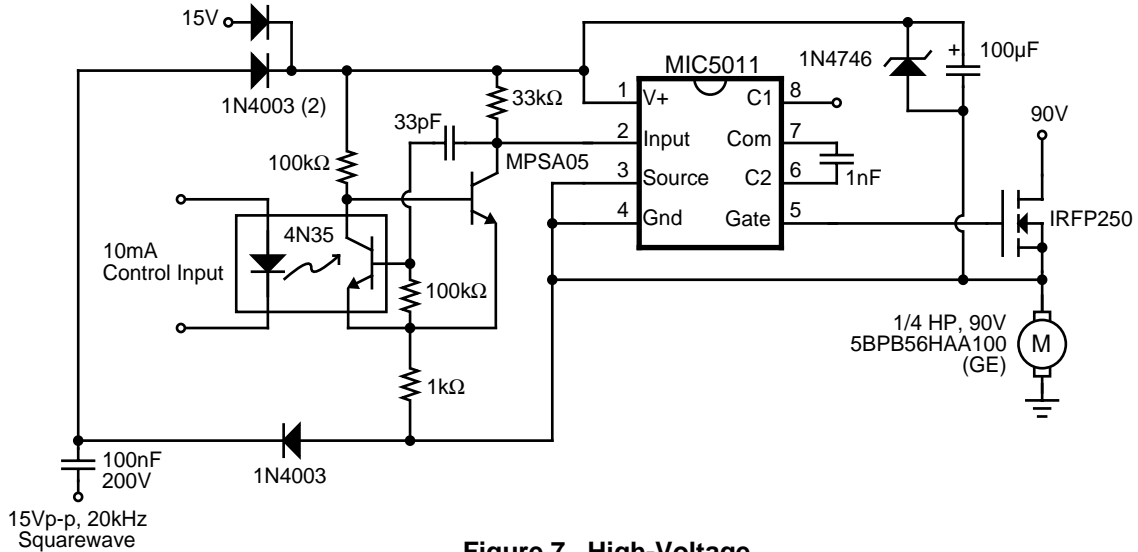 15V
1N4003 (2)
33kΩ
33pF
100kΩ
MPSA05
MIC5011
1 V+ C1 8
2 Input Com 7
3 Source C2 6
4 Gnd Gate 5
1nF
1N4746
+
100µF
90V
IRFP250
10mA
Control Input
4N35
100kΩ
1kΩ
1/4 HP, 90V
5BPB56HAA100
(GE)
M
100nF
200V
1N4003
15Vp-p, 20kHz
Squarewave
Figure 7. High-Voltage